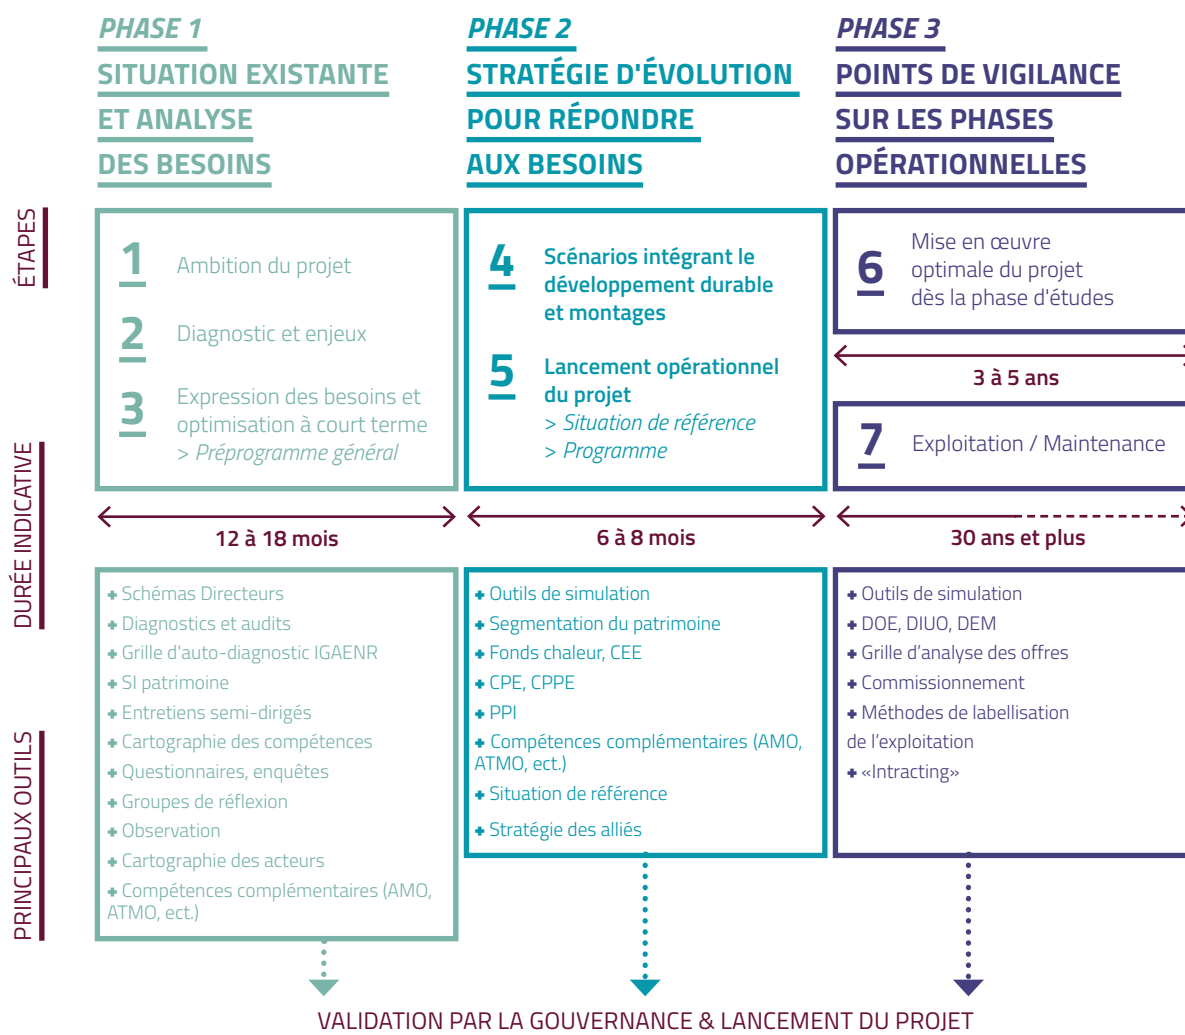 PHASE 1
SITUATION EXISTANTE
ET ANALYSE
DES BESOINS
PHASE 2
STRATÉGIE D'ÉVOLUTION
POUR RÉPONDRE
AUX BESOINS
PHASE 3
POINTS DE VIGILANCE
SUR LES PHASES
OPÉRATIONNELLES
ÉTAPES
1 Ambition du projet
2 Diagnostic et enjeux
3 Expression des besoins et
optimisation à court terme
> Préprogramme général
4 Scénarios intégrant le
développement durable
et montages
5 Lancement opérationnel
du projet
> Situation de référence
> Programme
6 Mise en œuvre
optimale du projet
dès la phase d'études
3 à 5 ans
7 Exploitation / Maintenance
DURÉE INDICATIVE
12 à 18 mois
6 à 8 mois
30 ans et plus
PRINCIPAUX OUTILS
+ Schémas Directeurs
+ Diagnostics et audits
+ Grille d'auto-diagnostic IGAENR
+ SI patrimoine
+ Entretiens semi-dirigés
+ Cartographie des compétences
+ Questionnaires, enquêtes
+ Groupes de réflexion
+ Observation
+ Cartographie des acteurs
+ Compétences complémentaires (AMO,
ATMO, ect.)
+ Outils de simulation
+ Segmentation du patrimoine
+ Fonds chaleur, CEE
+ CPE, CPPE
+ PPI
+ Compétences complémentaires (AMO,
ATMO, ect.)
+ Situation de référence
+ Stratégie des alliés
+ Outils de simulation
+ DOE, DIUO, DEM
+ Grille d’analyse des offres
+ Commissionnement
+ Méthodes de labellisation
de l’exploitation
+ «Intracting»
VALIDATION PAR LA GOUVERNANCE & LANCEMENT DU PROJET